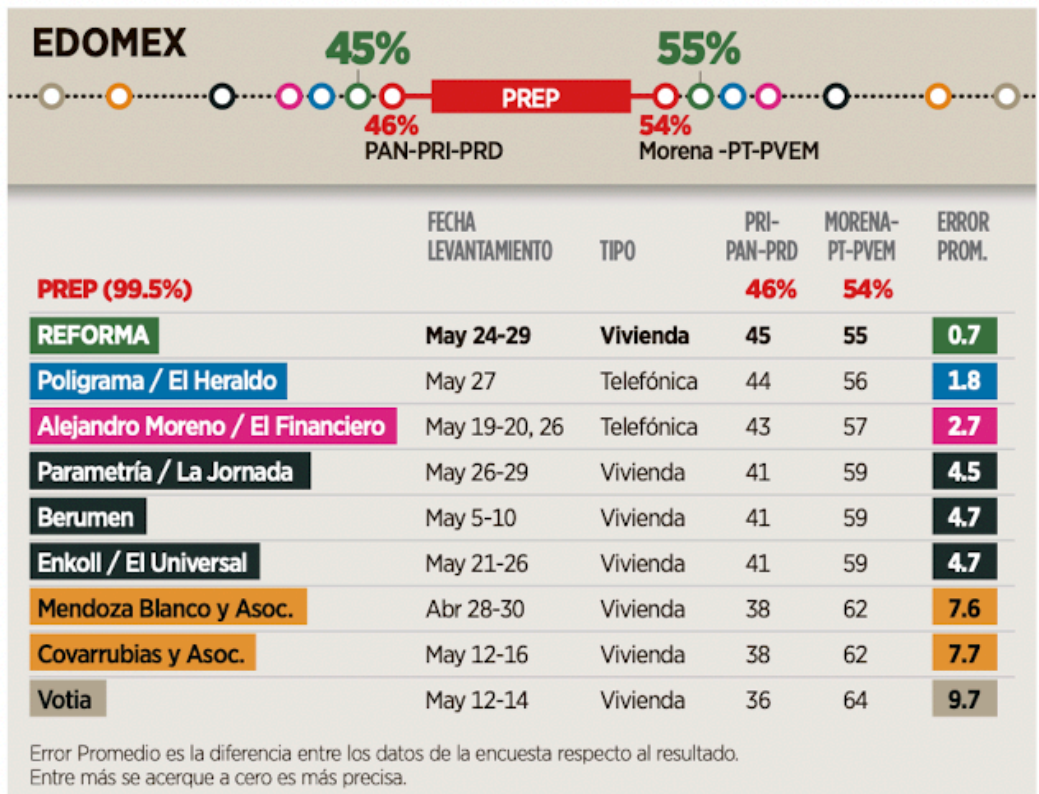 EDOMEX
45% 55%
PREP
46% 54%
PAN-PRI-PRD Morena -PT-PVEM
FECHA LEVANTAMIENTO TIPO PRI-PAN-PRD MORENA-PT-PVEM ERROR PROM.
PREP (99.5%) 46% 54%
REFORMA May 24-29 Vivienda 45 55 0.7
Poligrama / El Heraldo May 27 Telefónica 44 56 1.8
Alejandro Moreno / El Financiero May 19-20, 26 Telefónica 43 57 2.7
Parametría / La Jornada May 26-29 Vivienda 41 59 4.5
Berumen May 5-10 Vivienda 41 59 4.7
Enkoll / El Universal May 21-26 Vivienda 41 59 4.7
Mendoza Blanco y Asoc. Abr 28-30 Vivienda 38 62 7.6
Covarrubias y Asoc. May 12-16 Vivienda 38 62 7.7
Votia May 12-14 Vivienda 36 64 9.7
Error Promedio es la diferencia entre los datos de la encuesta respecto al resultado.
Entre más se acerque a cero es más precisa.